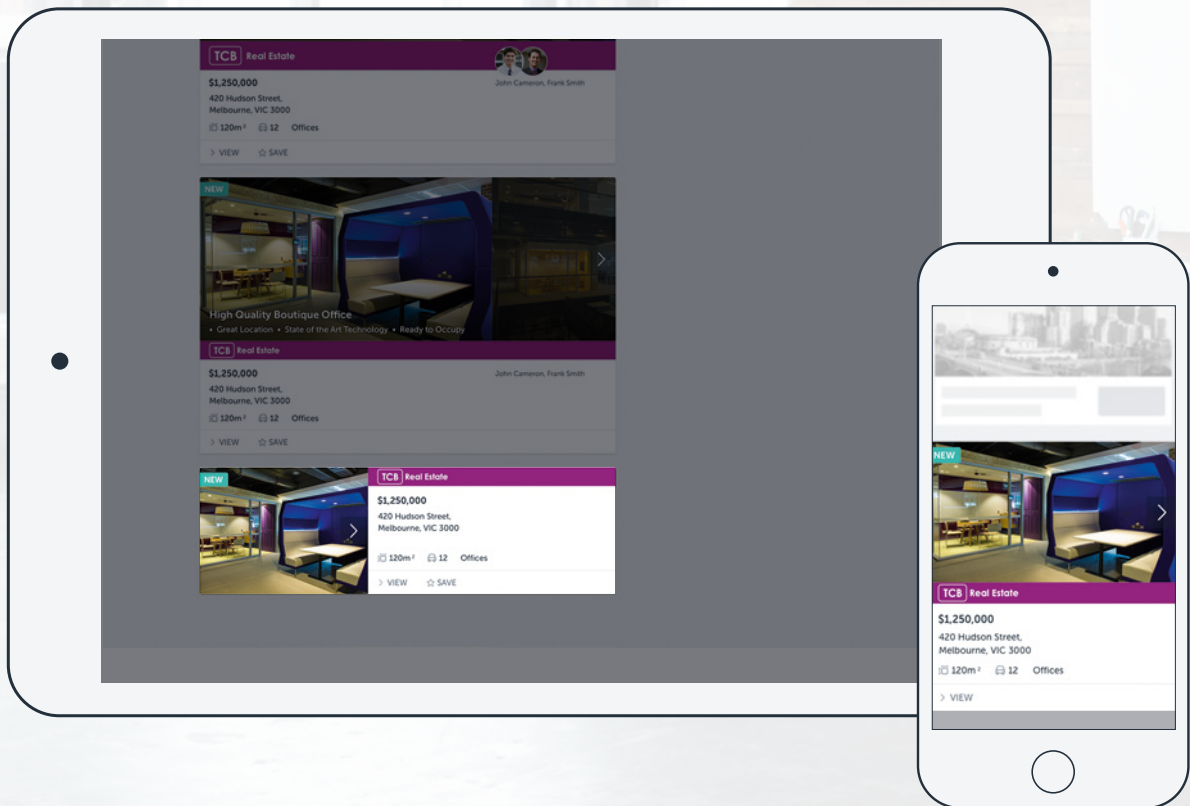 TCB Real Estate
$1,250,000
John Cameron, Frank Smith
420 Hudson Street,
Melbourne, VIC 3000
120m² 12 Offices
> VIEW ☆ SAVE
NEW
High Quality Boutique Office
• Great Location • State of the Art Technology • Ready to Occupy
TCB Real Estate
$1,250,000
John Cameron, Frank Smith
420 Hudson Street,
Melbourne, VIC 3000
120m² 12 Offices
> VIEW ☆ SAVE
NEW
TCB Real Estate
$1,250,000
420 Hudson Street,
Melbourne, VIC 3000
120m² 12 Offices
> VIEW ☆ SAVE
NEW
TCB Real Estate
$1,250,000
420 Hudson Street,
Melbourne, VIC 3000
120m² 12 Offices
> VIEW